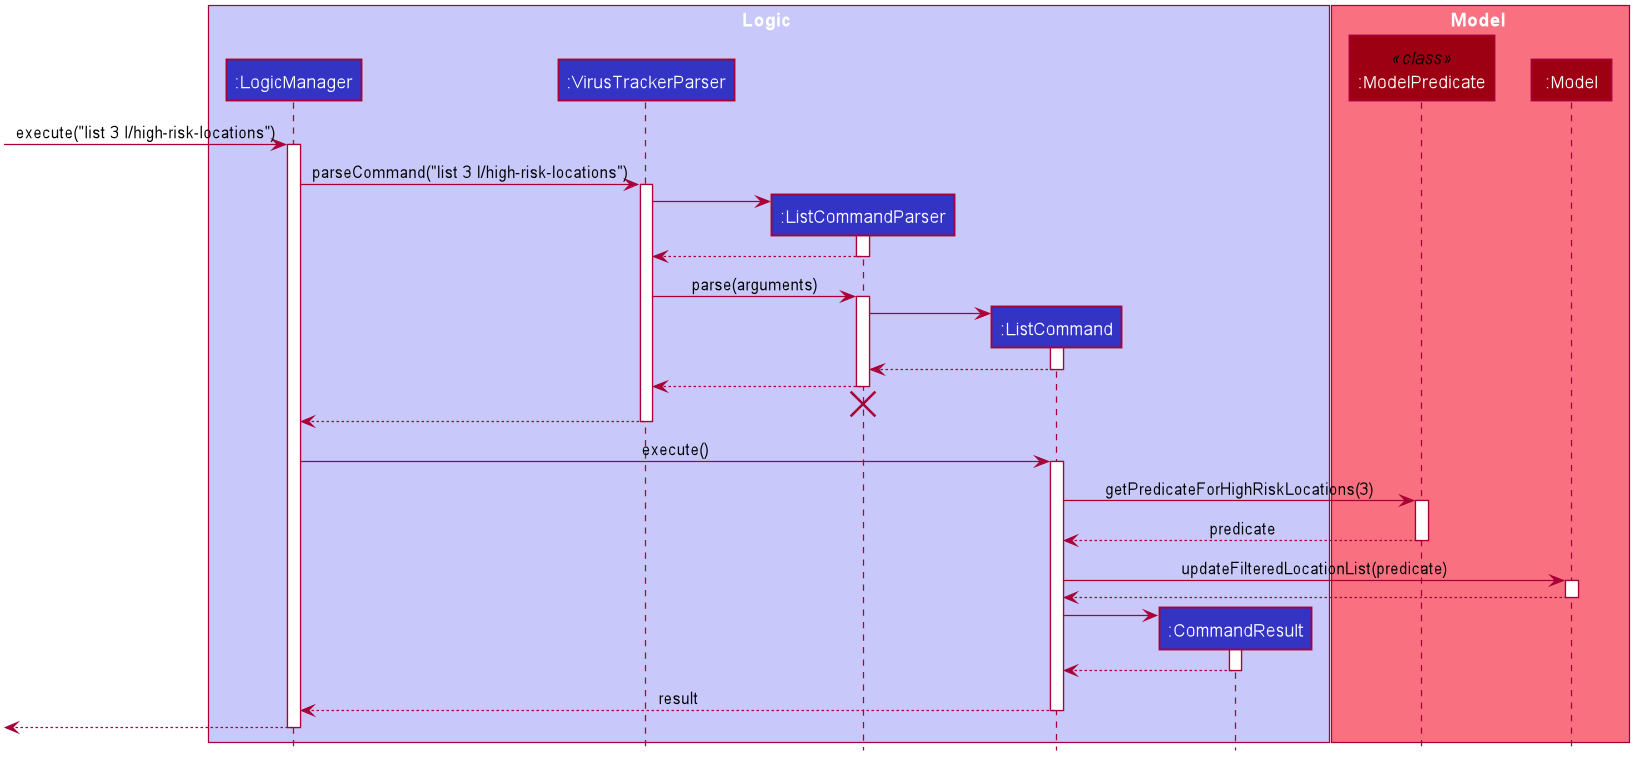 Logic
Model
:LogicManager
:VirusTrackerParser
«class»
:ModelPredicate
:Model
execute("list 3 l/high-risk-locations")
parseCommand("list 3 l/high-risk-locations")
:ListCommandParser
parse(arguments)
:ListCommand
execute()
getPredicateForHighRiskLocations(3)
predicate
updateFilteredLocationList(predicate)
:CommandResult
result